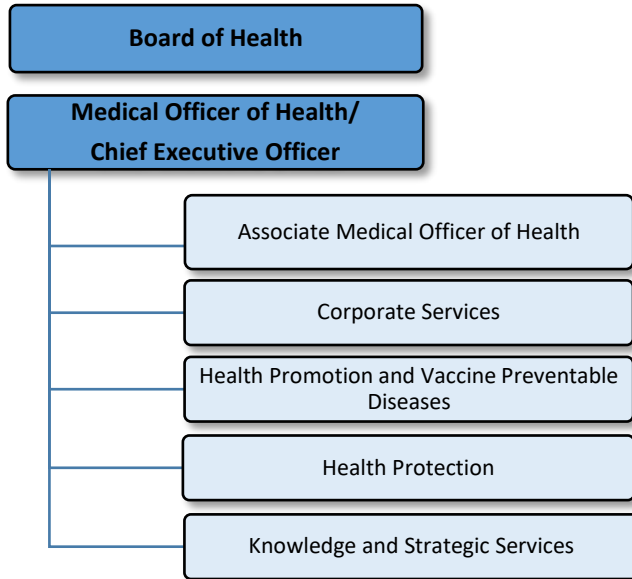 Board of Health
Medical Officer of Health/
Chief Executive Officer
Associate Medical Officer of Health
Corporate Services
Health Promotion and Vaccine Preventable
Diseases
Health Protection
Knowledge and Strategic Services